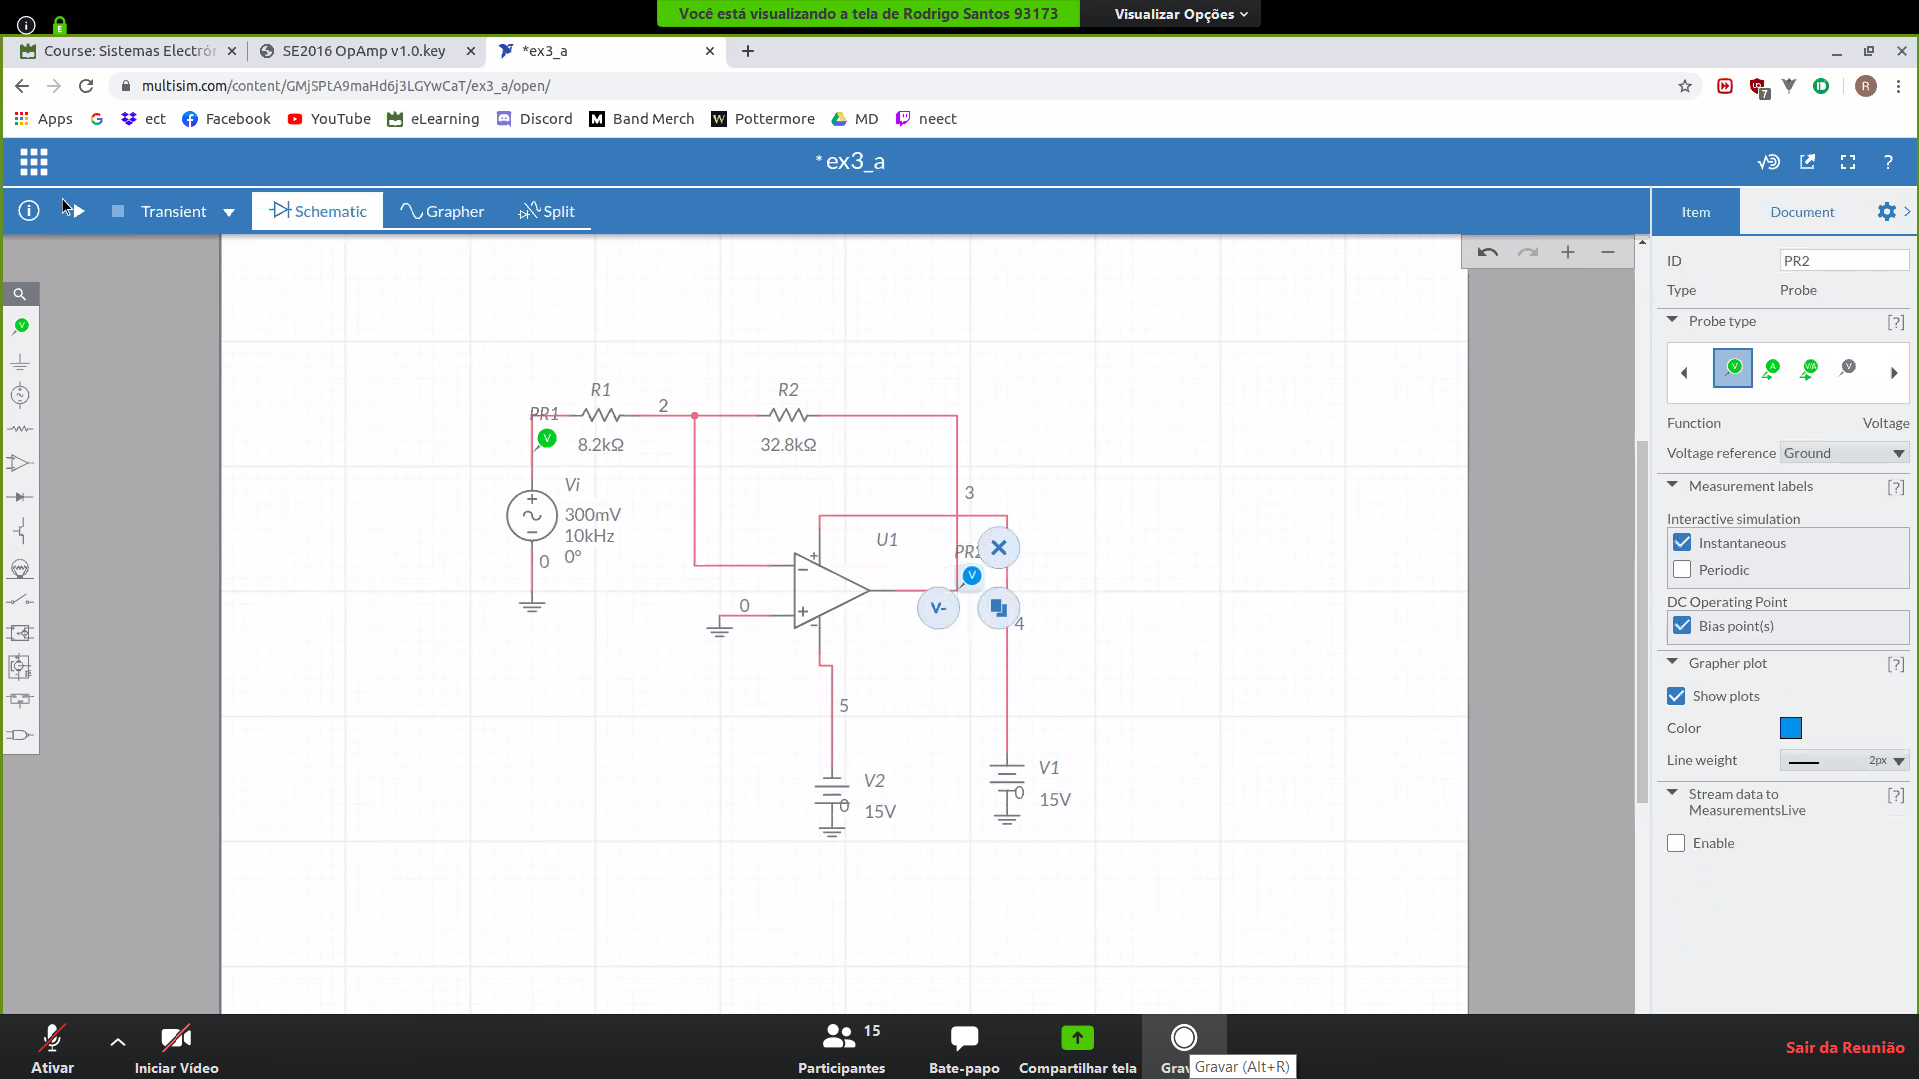 Você está visualizando a tela de Rodrigo Santos 93173
Visualizar Opções
Course: Sistemas Electró
SE2016 OpAmp v1.0.key
*ex3_a
multisim.com/content/GMjSPtA9maHd6j3LGYwCaT/ex3_a/open/
7
R
Apps
ect
Facebook
YouTube
eLearning
Discord
M Band Merch
W Pottermore
MD
neect
*ex3_a
?
Transient
Schematic
Grapher
Split
Item
Document
ID
PR2
Type
Probe
Probe type
[?]
V
A
V/A
V
Function
Voltage
Voltage reference
Ground
Measurement labels
[?]
Interactive simulation
Instantaneous
Periodic
DC Operating Point
Bias point(s)
Grapher plot
[?]
Show plots
Color
Line weight
2px
Stream data to
MeasurementsLive
[?]
Enable
R1
R2
PR1
2
V
8.2kΩ
32.8kΩ
Vi
300mV
10kHz
0°
0
3
U1
PR2
V
V-
0
4
5
V2
0
15V
V1
0
15V
Ativar
Iniciar Vídeo
15
Participantes
Bate-papo
Compartilhar tela
Grav
Gravar (Alt+R)
Sair da Reunião